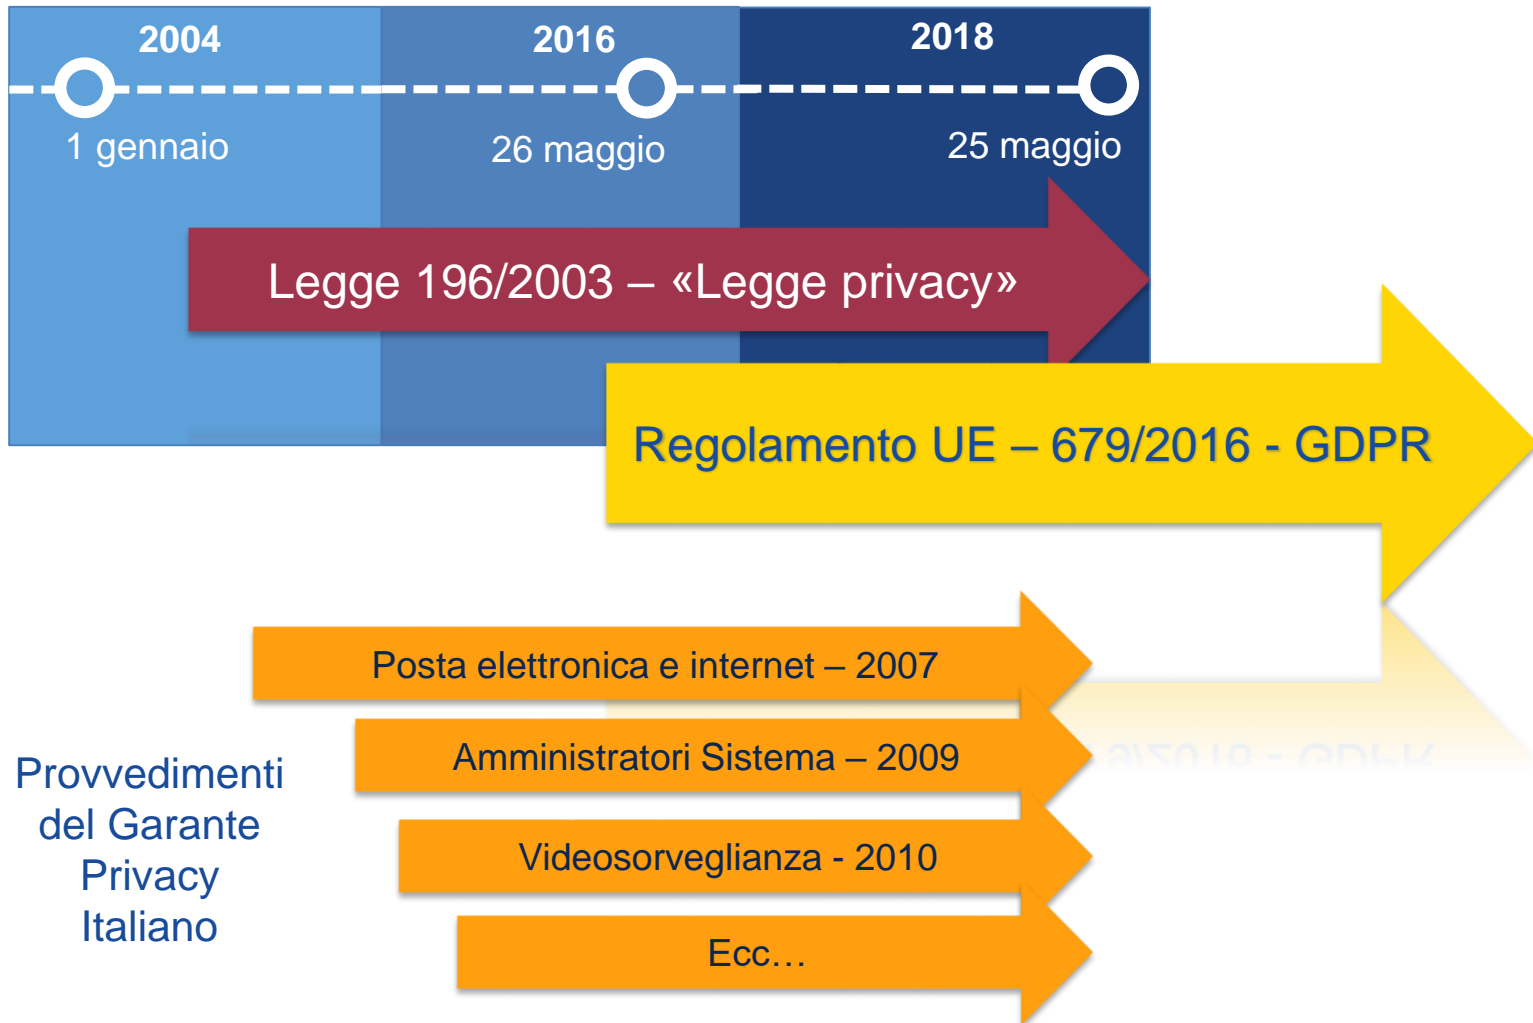 2004
2016
2018
1 gennaio
26 maggio
25 maggio
Legge 196/2003 – «Legge privacy»
Regolamento UE – 679/2016 - GDPR
Posta elettronica e internet – 2007
Amministratori Sistema – 2009
Videosorveglianza - 2010
Ecc…
Provvedimenti
del Garante
Privacy
Italiano